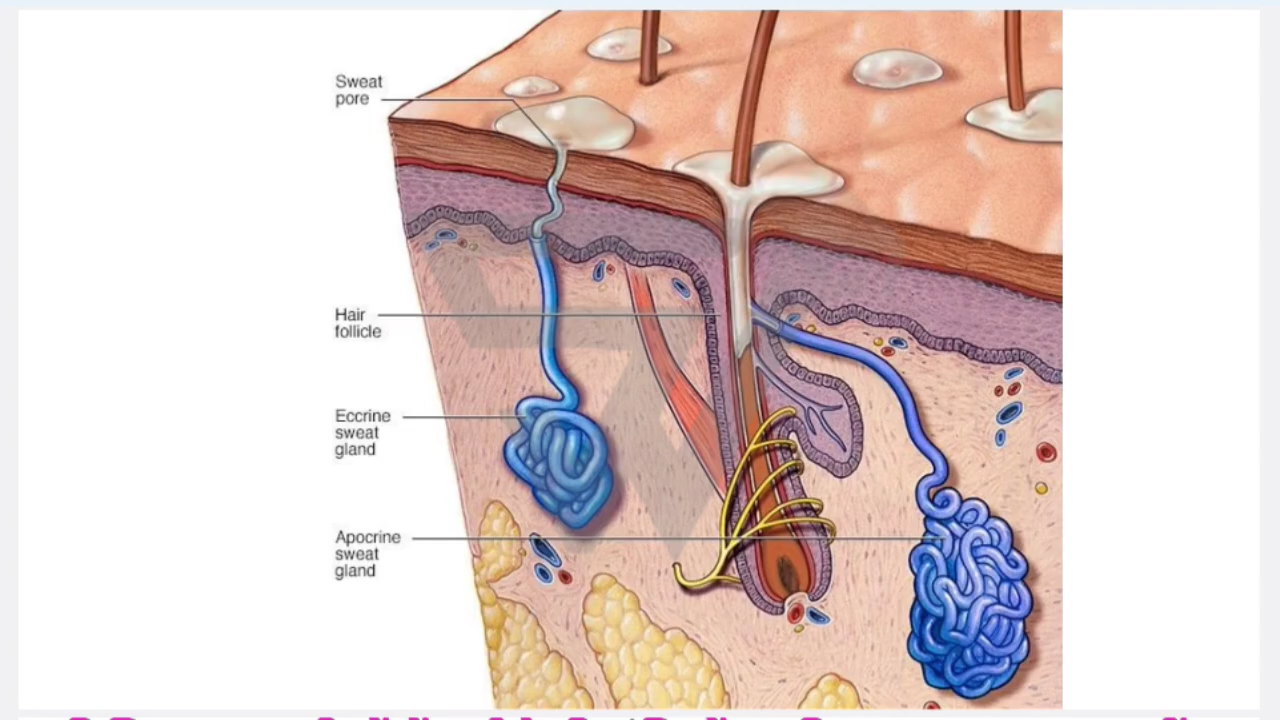 Sweat
pore
Hair
follicle
Eccrine
sweat
gland
Apocrine
sweat
gland